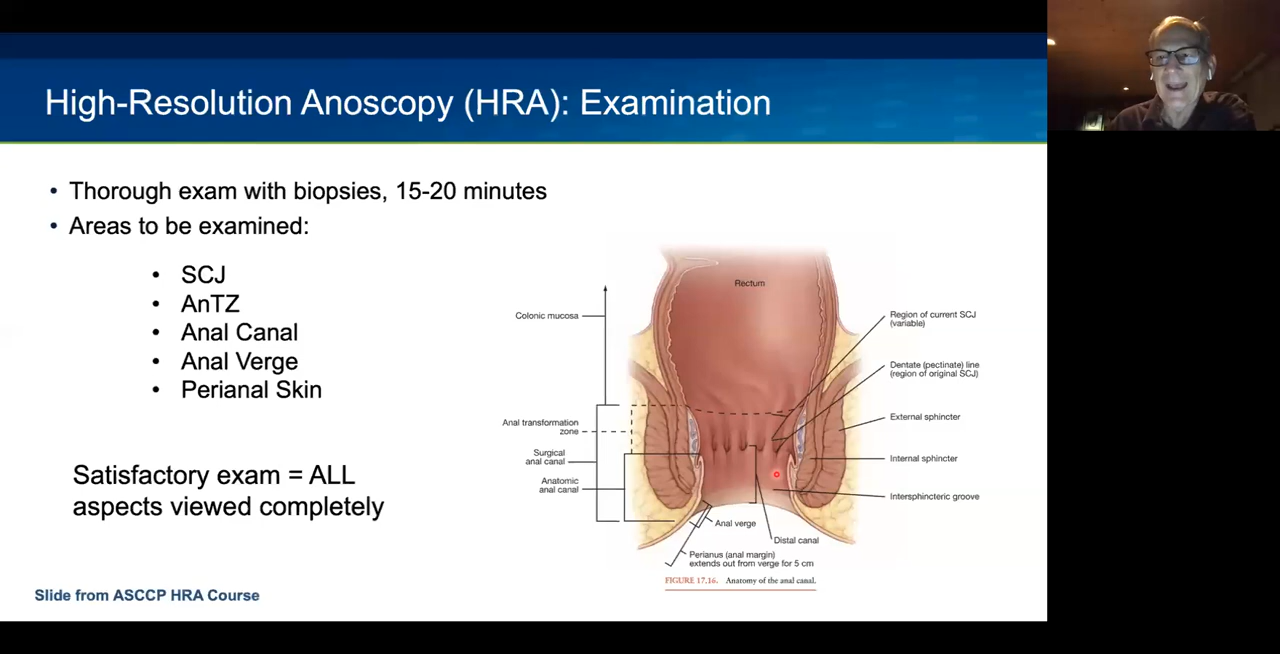 High-Resolution Anoscopy (HRA): Examination
• Thorough exam with biopsies, 15-20 minutes
• Areas to be examined:
• SCJ
• AnTZ
• Anal Canal
• Anal Verge
• Perianal Skin
Satisfactory exam = ALL
aspects viewed completely
Slide from ASCCP HRA Course
Rectum
Colonic mucosa
Anal transformation
zone
Surgical
anal canal
Anatomic
anal canal
Region of current SCJ
(variable)
Dentate (pectinate) line
(region of original SCJ)
External sphincter
Internal sphincter
Intersphincteric groove
Anal verge
Distal canal
Perianus (anal margin)
extends out from verge for 5 cm
FIGURE 17.16. Anatomy of the anal canal.